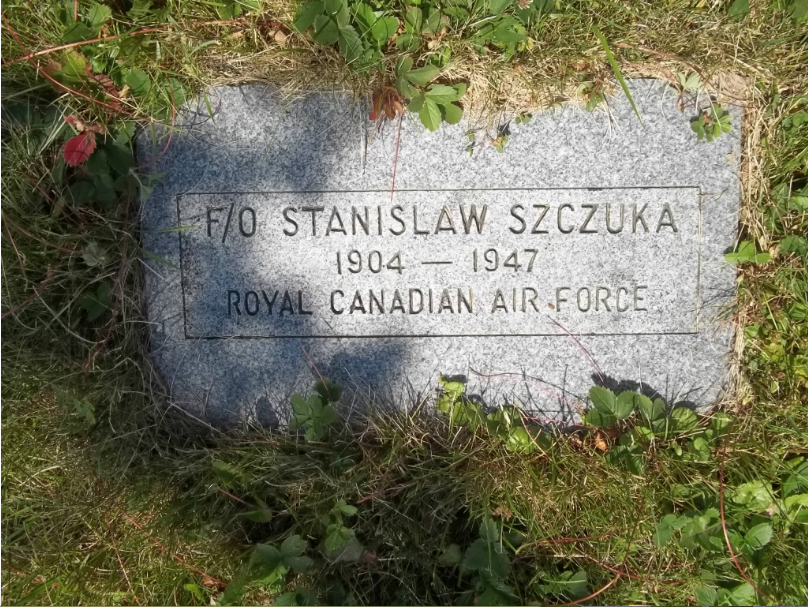 F/O STANISLAW SZCZUKA
1904 — 1947
ROYAL CANADIAN AIR FORCE